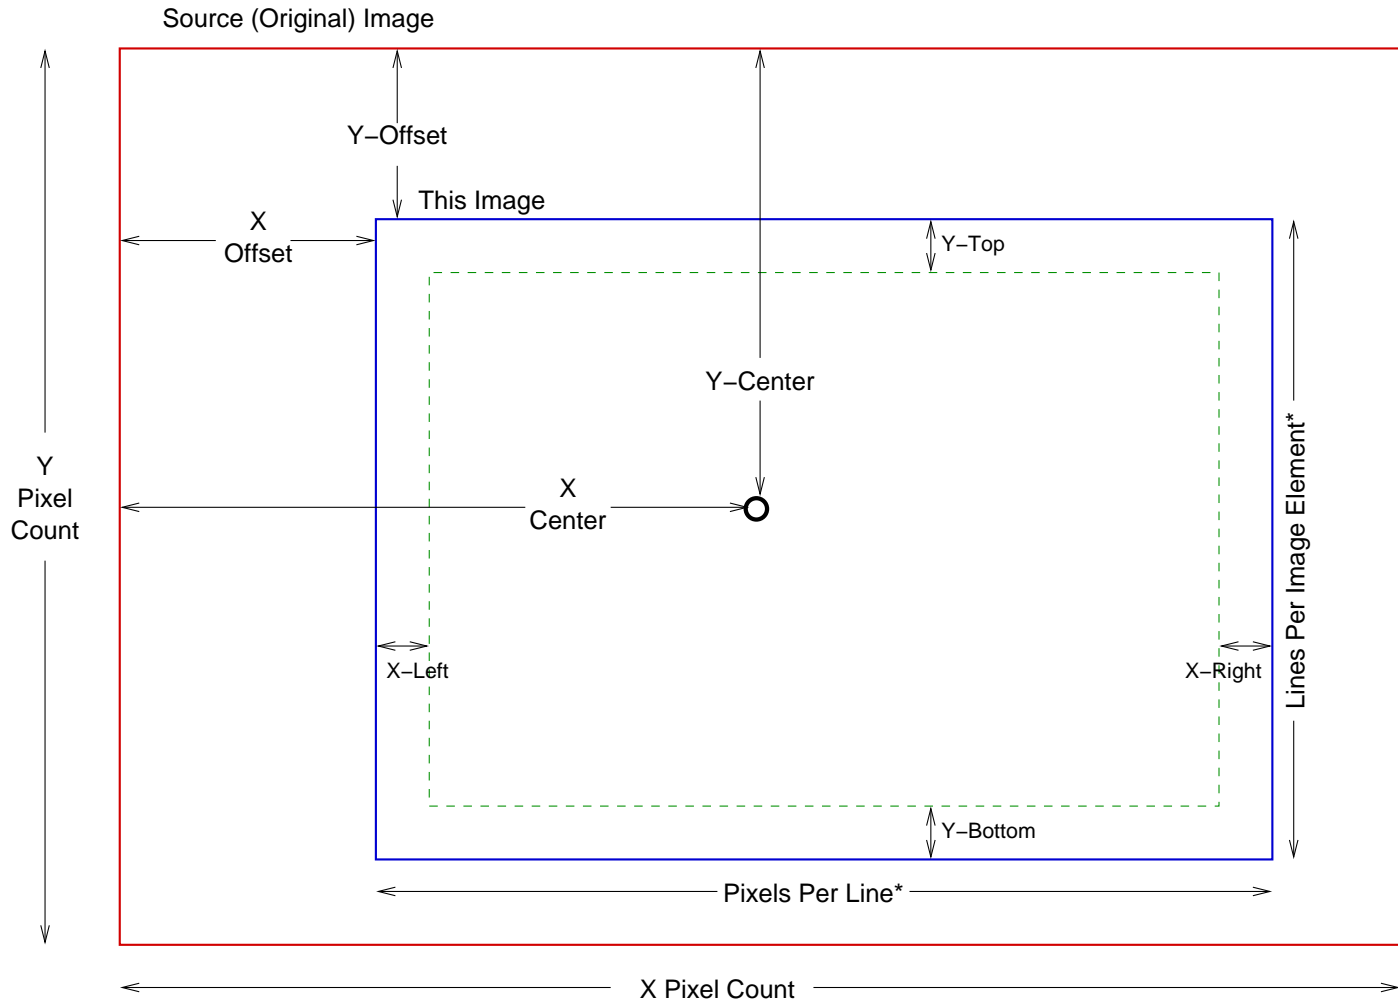 Source (Original) Image
Y−Offset
This Image
X
Offset
Y−Top
Y−Center
Y
Pixel
Count
X
Center
Lines Per Image Element*
X−Left
X−Right
Y−Bottom
Pixels Per Line*
X Pixel Count